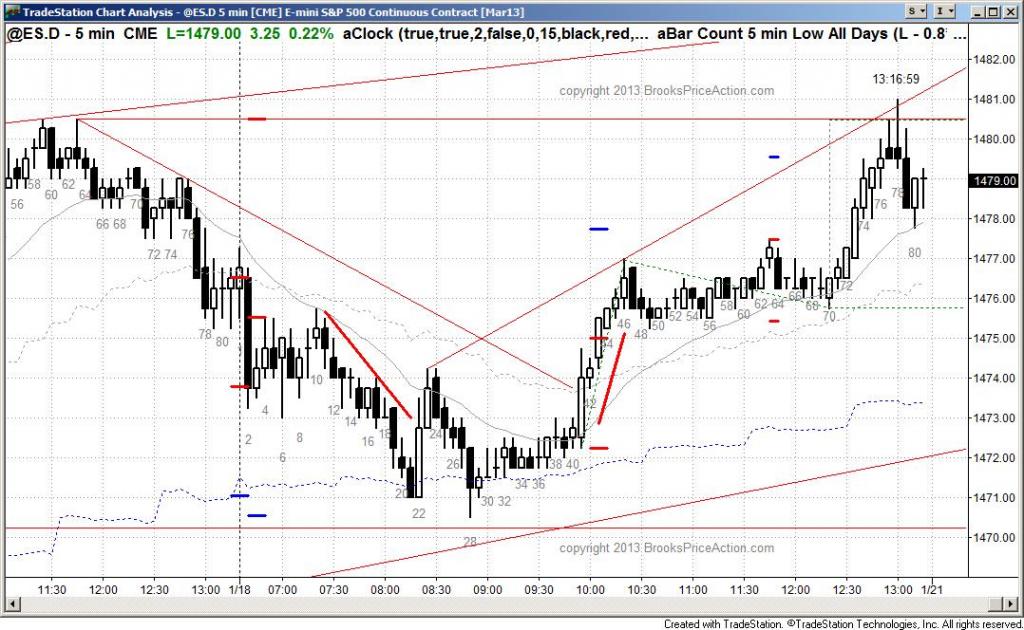 TradeStation Chart Analysis - @ES.D 5 min [CME] E-mini S&P 500 Continuous Contract [Mar13]
S I
@ES.D - 5 min CME L=1479.00 3.25 0.22% aClock (true,true,2,false,0,15,black,red,... aBar Count 5 min Low All Days (L - 0.8' ...
1482.00
13:16:59
copyright 2013 BrooksPriceAction.com
1481.00
1480.00
58 62
1479.00
60 64 78
56 70 76
66 68
1478.00
76 74
72 74 80
1477.00
72
66
62 64
58 68
1476.00
60 70
46 52 54
50 56
78 48
80 44
1475.00
1474.00
10
42
4 12
1473.00
14
2 8 16 18 24
6 26 38 40
1472.00
34 36
20
30 32
1471.00
22
28
1470.00
copyright 2013 BrooksPriceAction.com
11:30 12:00 12:30 13:00 1/18 07:00 07:30 08:00 08:30 09:00 09:30 10:00 10:30 11:00 11:30 12:00 12:30 13:00 1/21
Created with TradeStation. ©TradeStation Technologies, Inc. All rights reserved.